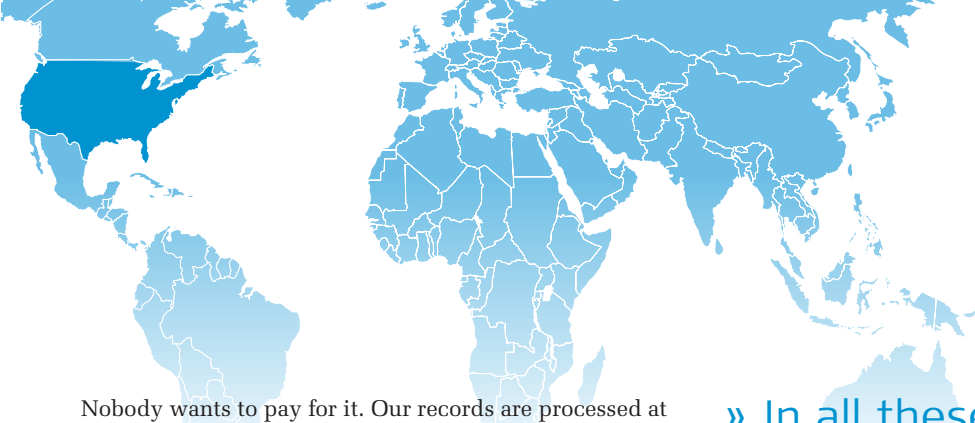 Nobody wants to pay for it. Our records are processed at
» In all these